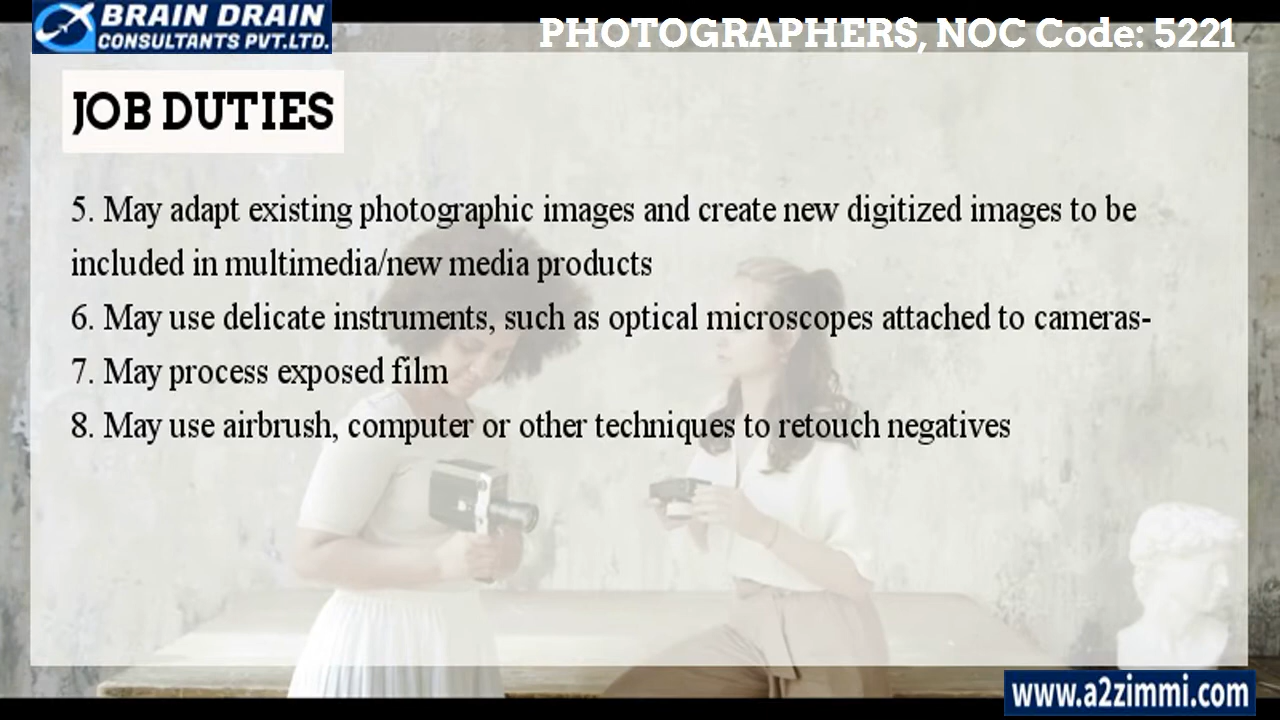 BRAIN DRAIN
CONSULTANTS PVT.LTD.
PHOTOGRAPHERS, NOC Code: 5221
JOB DUTIES
5. May adapt existing photographic images and create new digitized images to be
included in multimedia/new media products
6. May use delicate instruments, such as optical microscopes attached to cameras-
7. May process exposed film
8. May use airbrush, computer or other techniques to retouch negatives
www.a2zimmi.com